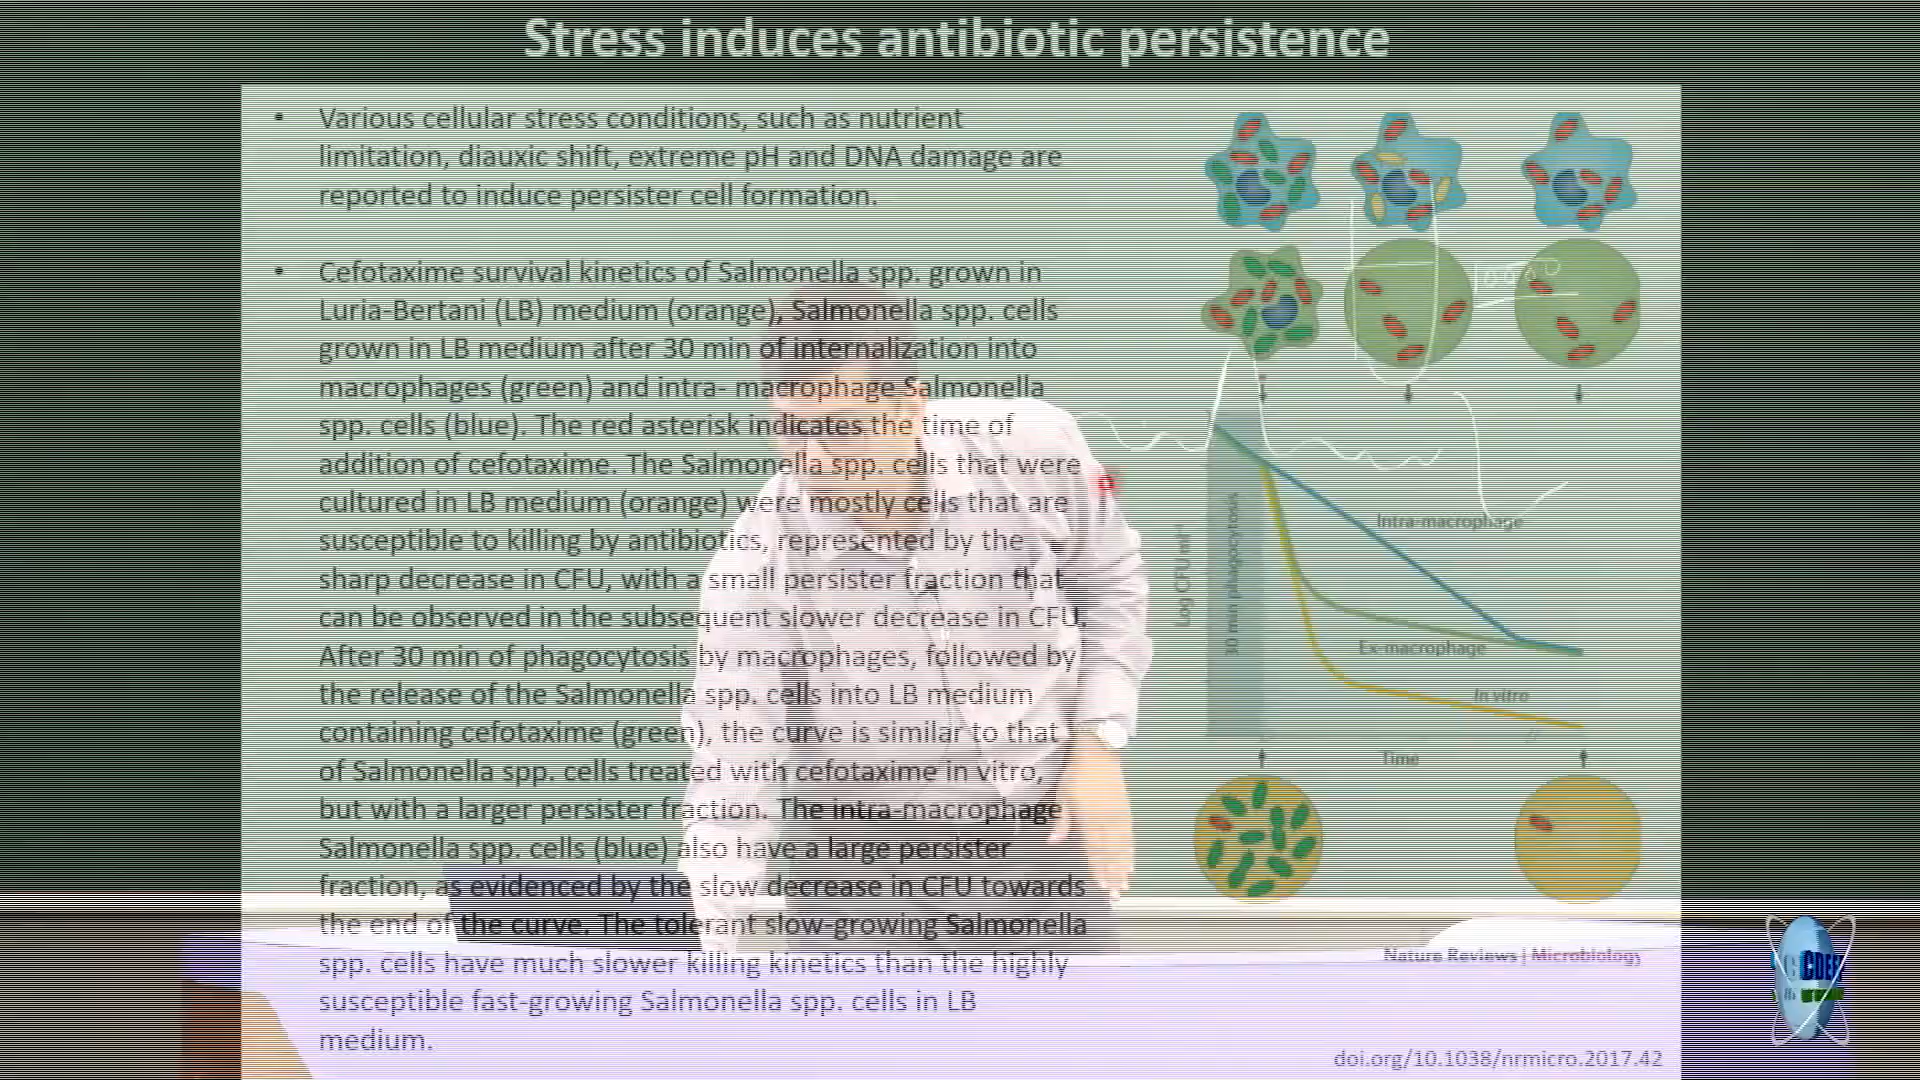 Stress induces antibiotic persistence
• Various cellular stress conditions, such as nutrient
limitation, diauxic shift, extreme pH and DNA damage are
reported to induce persister cell formation.
• Cefotaxime survival kinetics of Salmonella spp. grown in
Luria-Bertani (LB) medium (orange), Salmonella spp. cells
grown in LB medium after 30 min of internalization into
macrophages (green) and intra- macrophage Salmonella
spp. cells (blue). The red asterisk indicates the time of
addition of cefotaxime. The Salmonella spp. cells that were
cultured in LB medium (orange) were mostly cells that are
susceptible to killing by antibiotics, represented by the
sharp decrease in CFU, with a small persister fraction that
can be observed in the subsequent slower decrease in CFU.
After 30 min of phagocytosis by macrophages, followed by
the release of the Salmonella spp. cells into LB medium
containing cefotaxime (green), the curve is similar to that
of Salmonella spp. cells treated with cefotaxime in vitro,
but with a larger persister fraction. The intra-macrophage
Salmonella spp. cells (blue) also have a large persister
fraction, as evidenced by the slow decrease in CFU towards
the end of the curve. The tolerant slow-growing Salmonella
spp. cells have much slower killing kinetics than the highly
susceptible fast-growing Salmonella spp. cells in LB
medium.
Log CFU ml⁻¹
30 min phagocytosis
Intra-macrophage
Ex-macrophage
In vitro
Time
Nature Reviews | Microbiology
doi.org/10.1038/nrmicro.2017.42